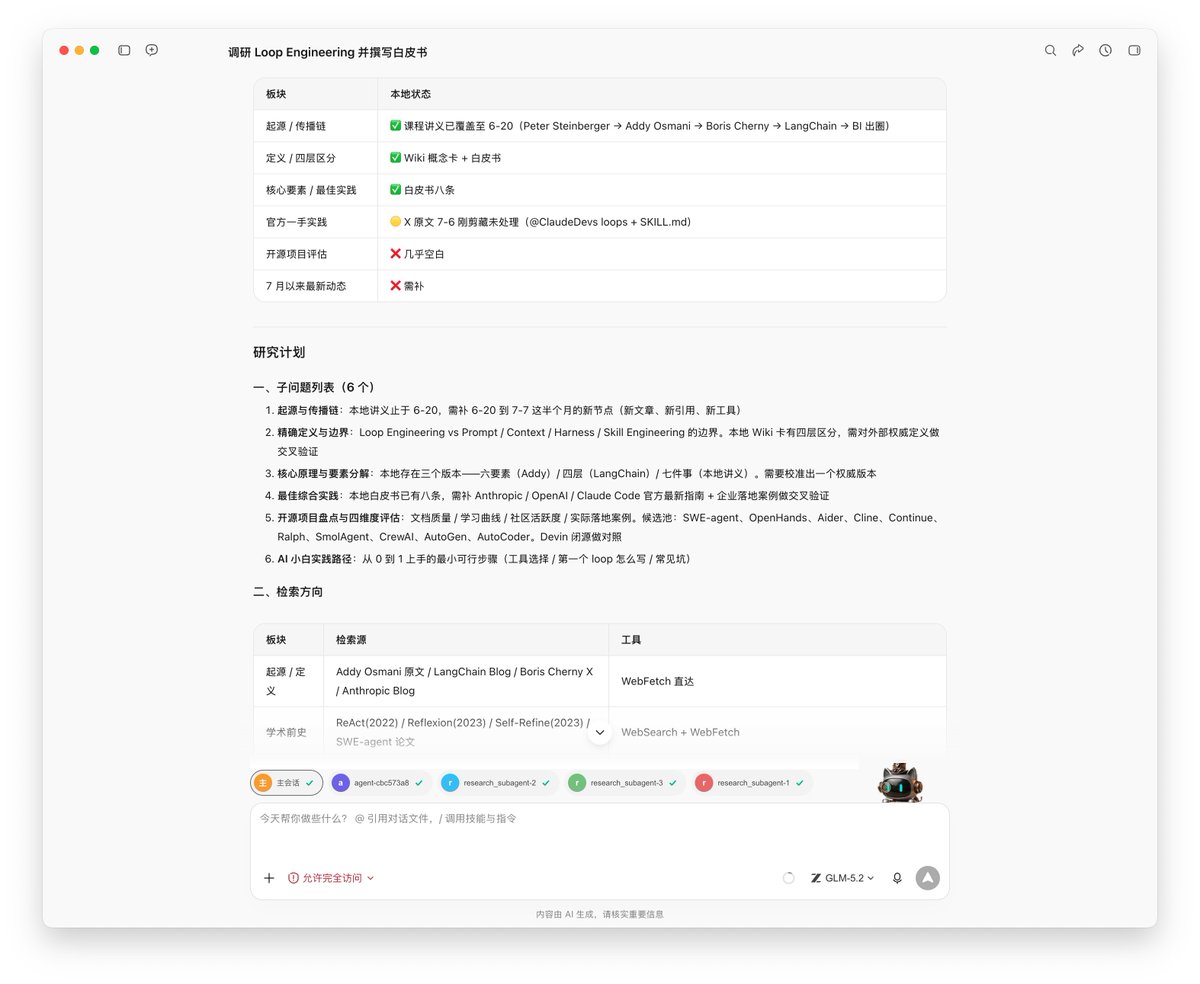 调研 Loop Engineering 并撰写白皮书
板块 本地状态
起源 / 传播链 ✅ 课程讲义已覆盖至 6-20（Peter Steinberger → Addy Osmani → Boris Cherny → LangChain → BI 出圈）
定义 / 四层区分 ✅ Wiki 概念卡 + 白皮书
核心要素 / 最佳实践 ✅ 白皮书八条
官方一手实践 🟡 X 原文 7-6 刚剪藏未处理（@ClaudeDevs loops + SKILL.md）
开源项目评估 ❌ 几乎空白
7 月以来最新动态 ❌ 需补
研究计划
一、子问题列表（6 个）
1. 起源与传播链：本地讲义止于 6-20，需补 6-20 到 7-7 这半个月的新节点（新文章、新引用、新工具）
2. 精确定义与边界：Loop Engineering vs Prompt / Context / Harness / Skill Engineering 的边界。本地 Wiki 卡有四层区分，需对外部权威定义做
交叉验证
3. 核心原理与要素分解：本地存在三个版本——六要素（Addy）/ 四层（LangChain）/ 七件事（本地讲义）。需要校准出一个权威版本
4. 最佳综合实践：本地白皮书已有八条，需补 Anthropic / OpenAI / Claude Code 官方最新指南 + 企业落地案例做交叉验证
5. 开源项目盘点与四维度评估：文档质量 / 学习曲线 / 社区活跃度 / 实际落地案例。候选池：SWE-agent、OpenHands、Aider、Cline、Continue、
Ralph、SmolAgent、CrewAI、AutoGen、AutoCoder。Devin 闭源做对照
6. AI 小白实践路径：从 0 到 1 上手的最小可行步骤（工具选择 / 第一个 loop 怎么写 / 常见坑）
二、检索方向
板块 检索源 工具
起源 / 定
义
Addy Osmani 原文 / LangChain Blog / Boris Cherny X
/ Anthropic Blog
WebFetch 直达
学术前史
ReAct(2022) / Reflexion(2023) / Self-Refine(2023) /
SWE-agent 论文
WebSearch + WebFetch
主 主会话 ✓ a agent-cbc573a8 ✓ r research_subagent-2 ✓ r research_subagent-3 ✓ r research_subagent-1 ✓
今天帮你做些什么？ @ 引用对话文件，/ 调用技能与指令
允许完全访问 GLM-5.2
内容由 AI 生成，请核实重要信息